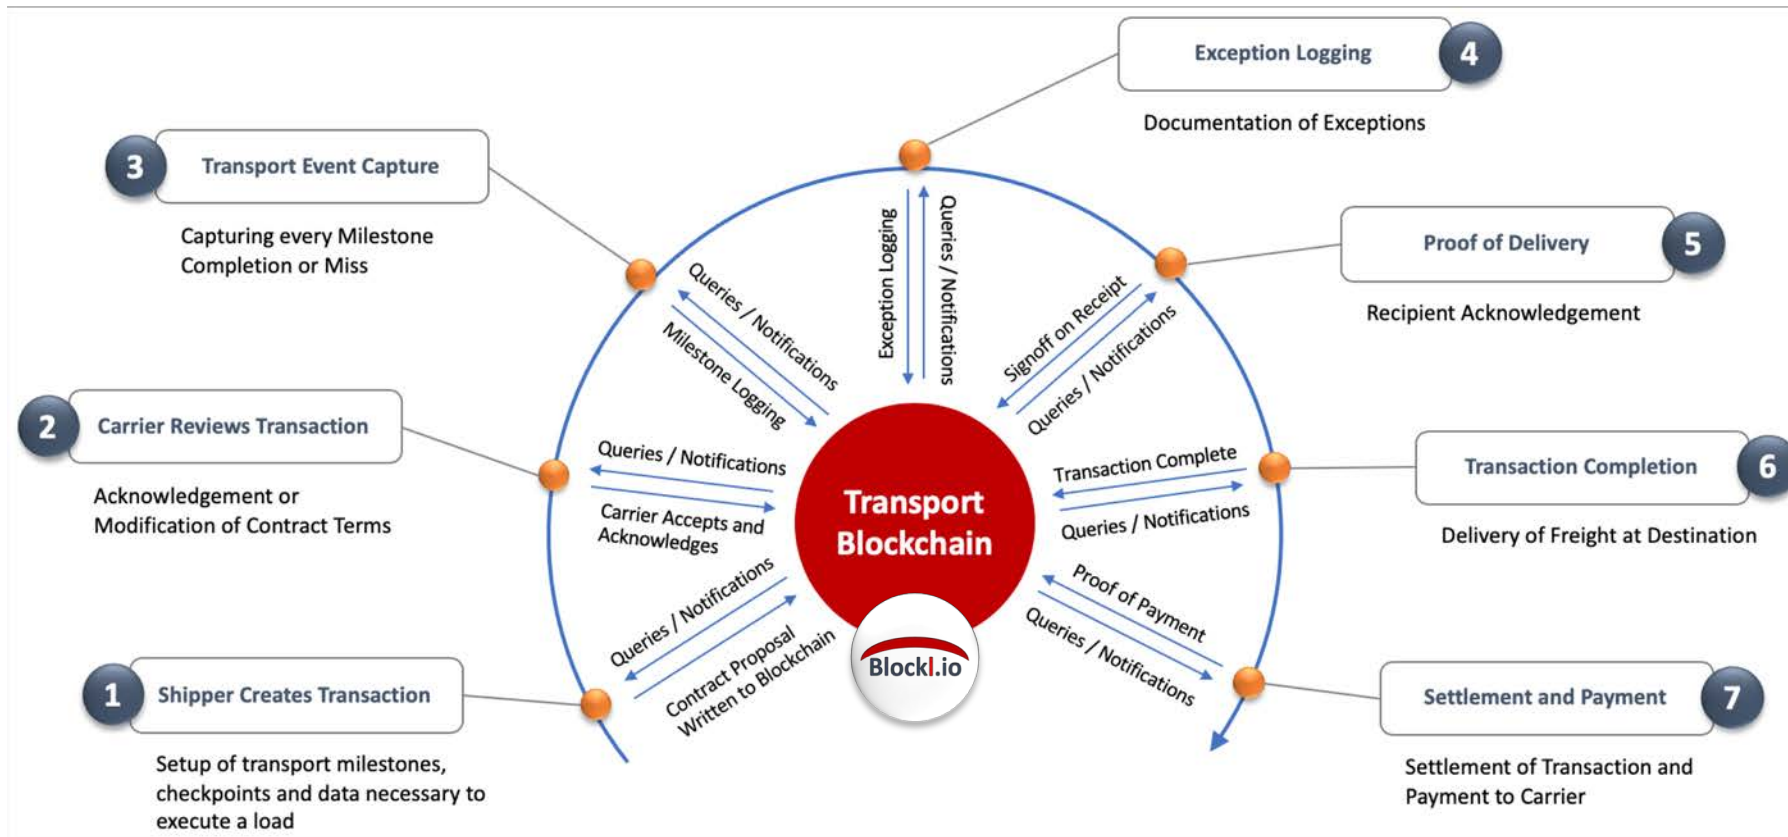 4
Exception Logging
Documentation of Exceptions
3
Transport Event Capture
Capturing every Milestone
Completion or Miss
5
Proof of Delivery
Recipient Acknowledgement
2
Carrier Reviews Transaction
Acknowledgement or
Modification of Contract Terms
6
Transaction Completion
Delivery of Freight at Destination
1
Shipper Creates Transaction
Setup of transport milestones,
checkpoints and data necessary to
execute a load
7
Settlement and Payment
Settlement of Transaction and
Payment to Carrier
Queries / Notifications
Contract Proposal
Written to Blockchain
Queries / Notifications
Carrier Accepts and
Acknowledges
Queries / Notifications
Milestone Logging
Exception Logging
Queries / Notifications
Signoff on Receipt
Queries / Notifications
Transaction Complete
Queries / Notifications
Proof of Payment
Queries / Notifications
Transport
Blockchain
BlockI.io